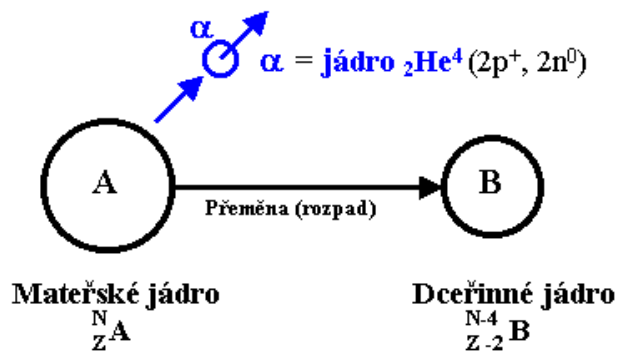 α
α = jádro ₂He⁴ (2p⁺, 2n⁰)
A
B
Přeměna (rozpad)
Mateřské jádro
N
Z A
Dceřinné jádro
N-4
Z -2 B